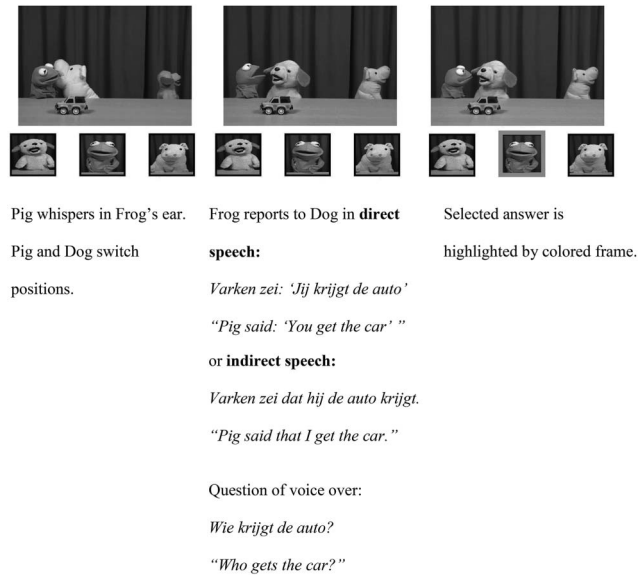 Pig whispers in Frog’s ear.
Pig and Dog switch
positions.
Frog reports to Dog in direct
speech:
Varken zei: ‘Jij krijgt de auto’
“Pig said: ‘You get the car’ ”
or indirect speech:
Varken zei dat hij de auto krijgt.
“Pig said that I get the car.”
Question of voice over:
Wie krijgt de auto?
“Who gets the car?”
Selected answer is
highlighted by colored frame.